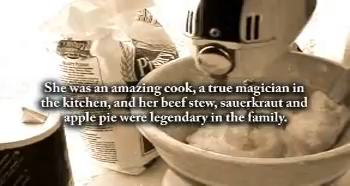 She was an amazing cook, a true magician in
the kitchen, and her beef stew, sauerkraut and
apple pie were legendary in the family.